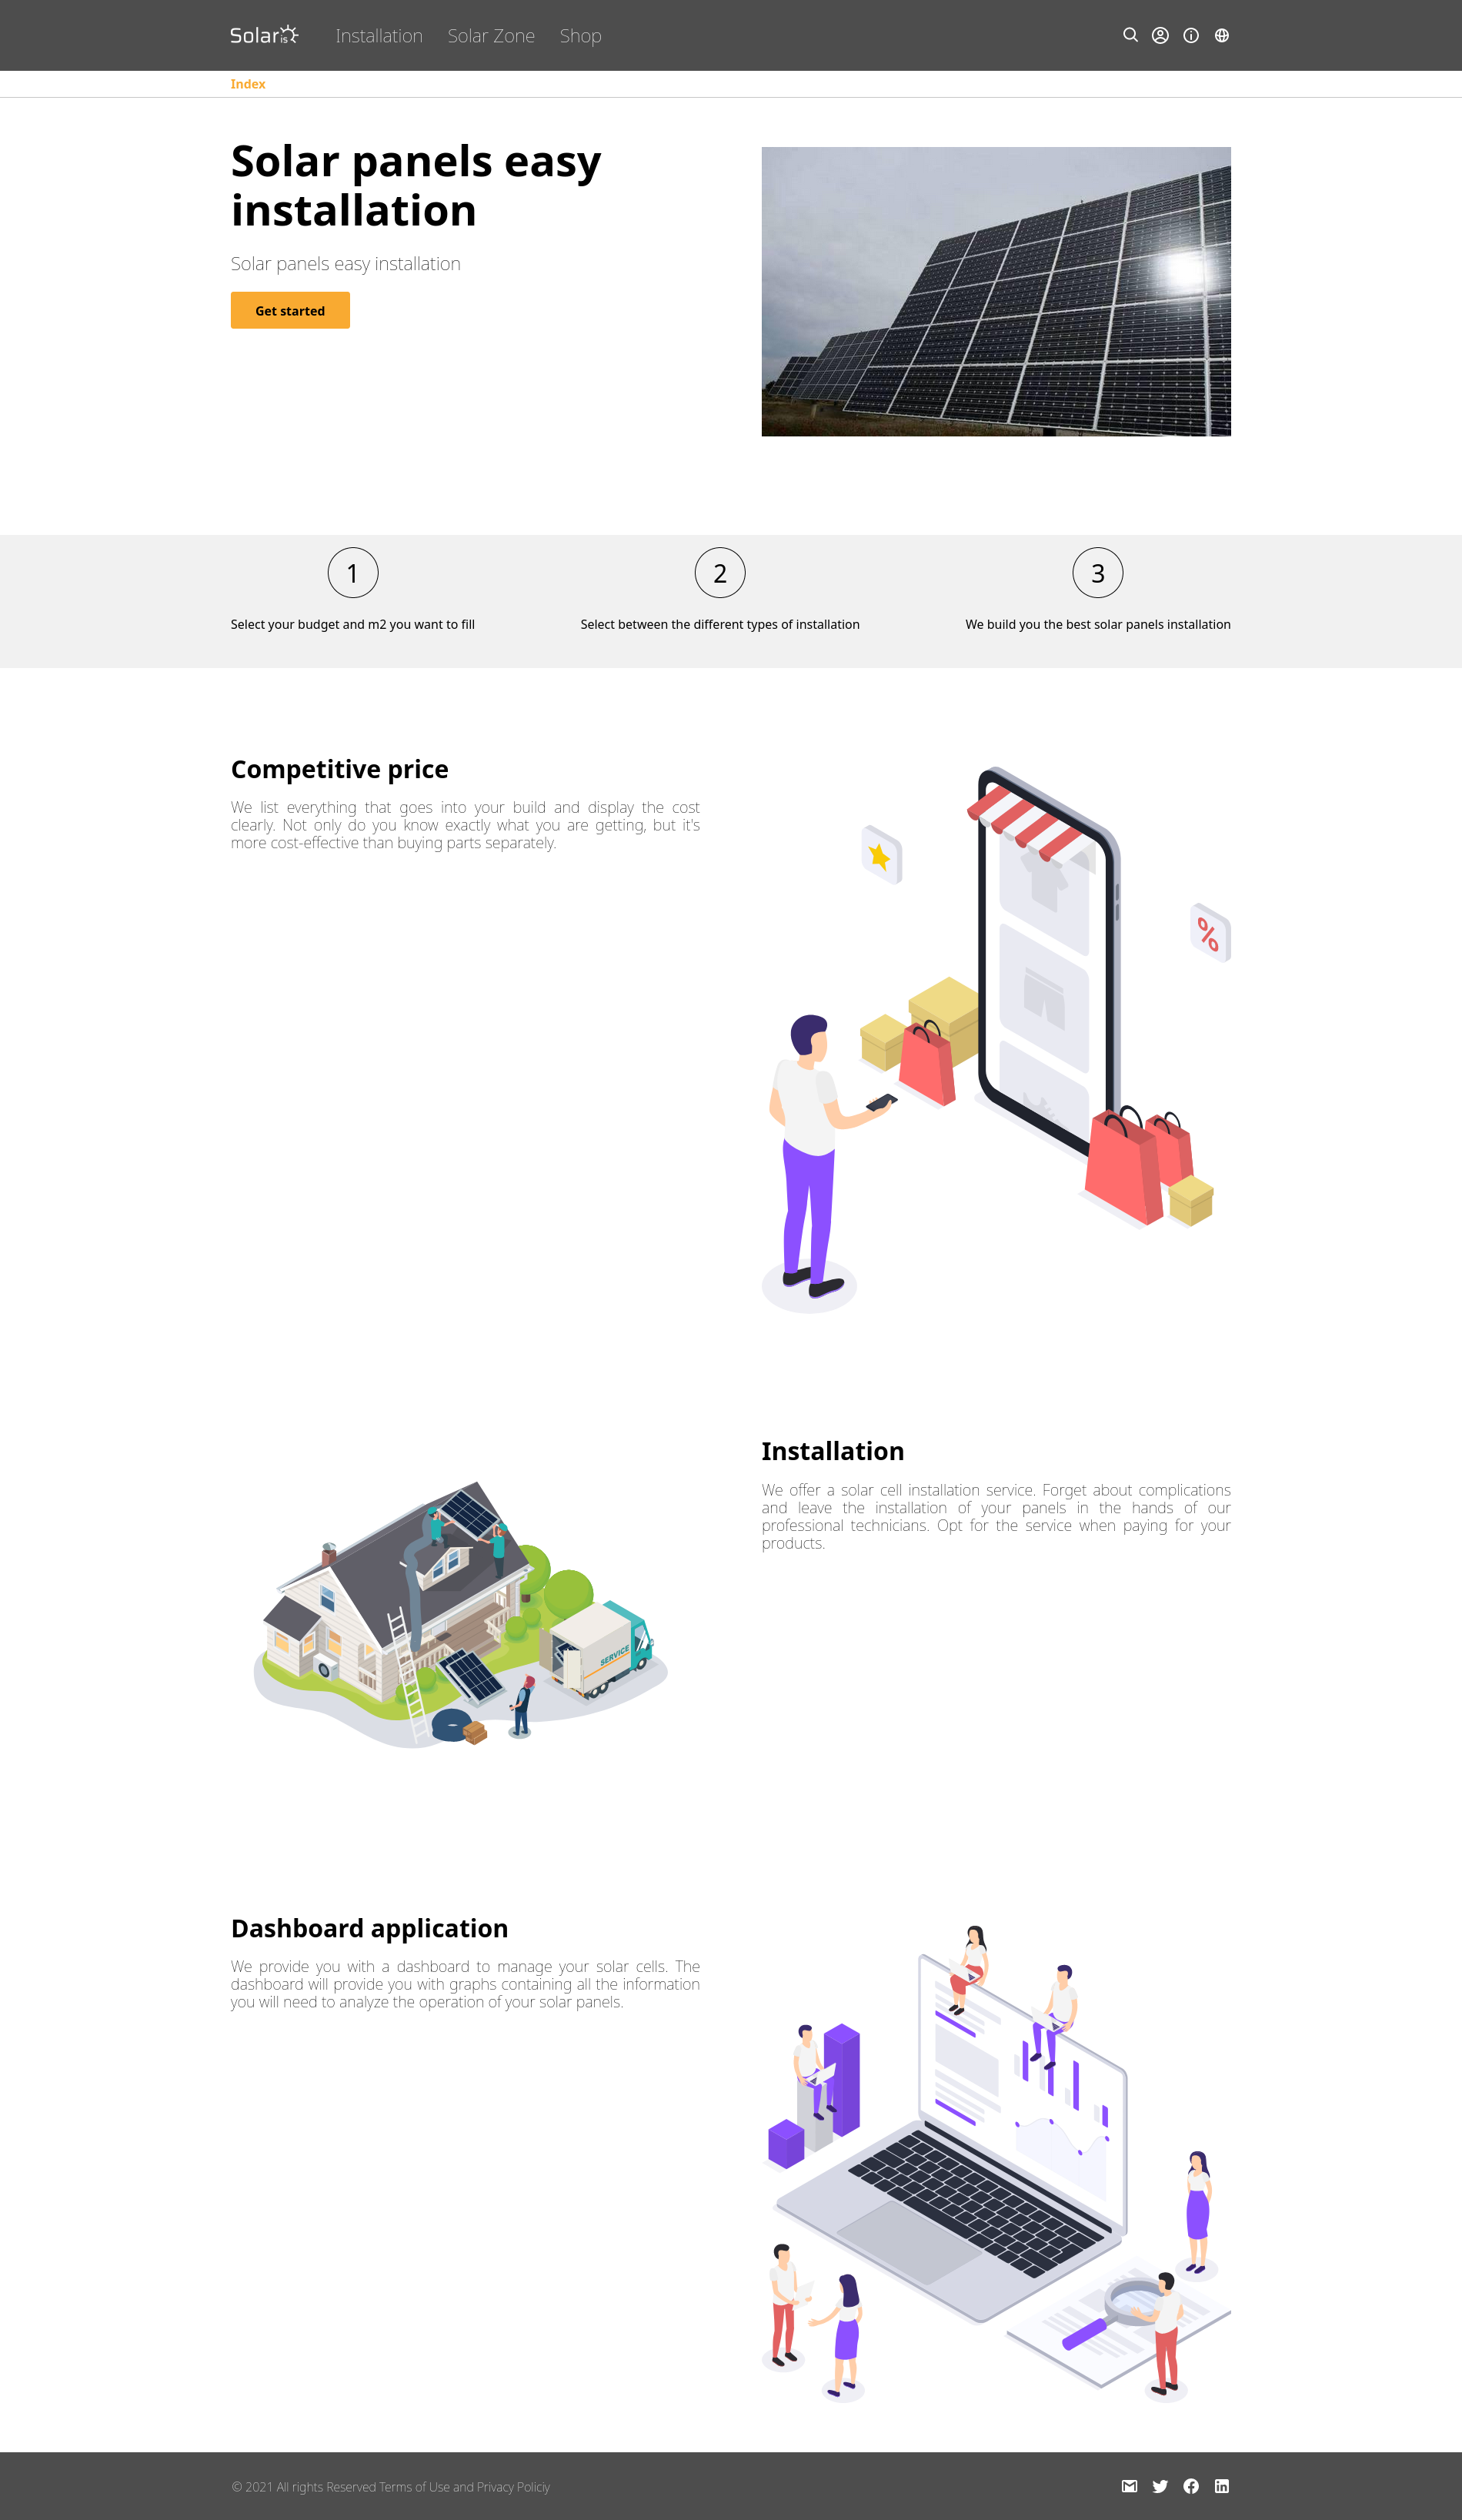 Solar is
Installation
Solar Zone
Shop
Index
Solar panels easy
installation
Solar panels easy installation
Get started
1
2
3
Select your budget and m2 you want to fill
Select between the different types of installation
We build you the best solar panels installation
Competitive price
We list everything that goes into your build and display the cost
clearly. Not only do you know exactly what you are getting, but it's
more cost-effective than buying parts separately.
%
Installation
We offer a solar cell installation service. Forget about complications
and leave the installation of your panels in the hands of our
professional technicians. Opt for the service when paying for your
products.
SERVICE
Dashboard application
We provide you with a dashboard to manage your solar cells. The
dashboard will provide you with graphs containing all the information
you will need to analyze the operation of your solar panels.
© 2021 All rights Reserved Terms of Use and Privacy Policiy